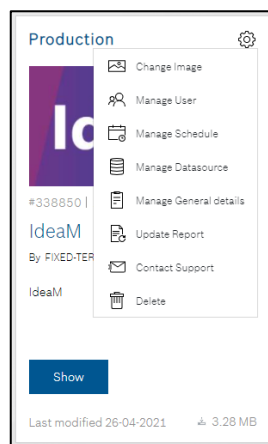 Production
Change Image
Manage User
Manage Schedule
Manage Datasource
#338850 |
Manage General details
IdeaM
Update Report
By FIXED-TER
Contact Support
IdeaM
Delete
Show
Last modified 26-04-2021
3.28 MB